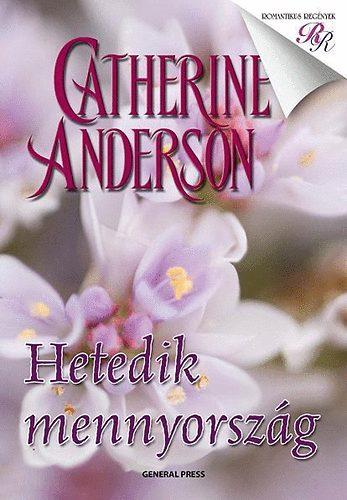 ROMANTIKUS REGÉNYEK
RR
CATHERINE
ANDERSON
Hetedik
mennyország
GENERAL PRESS